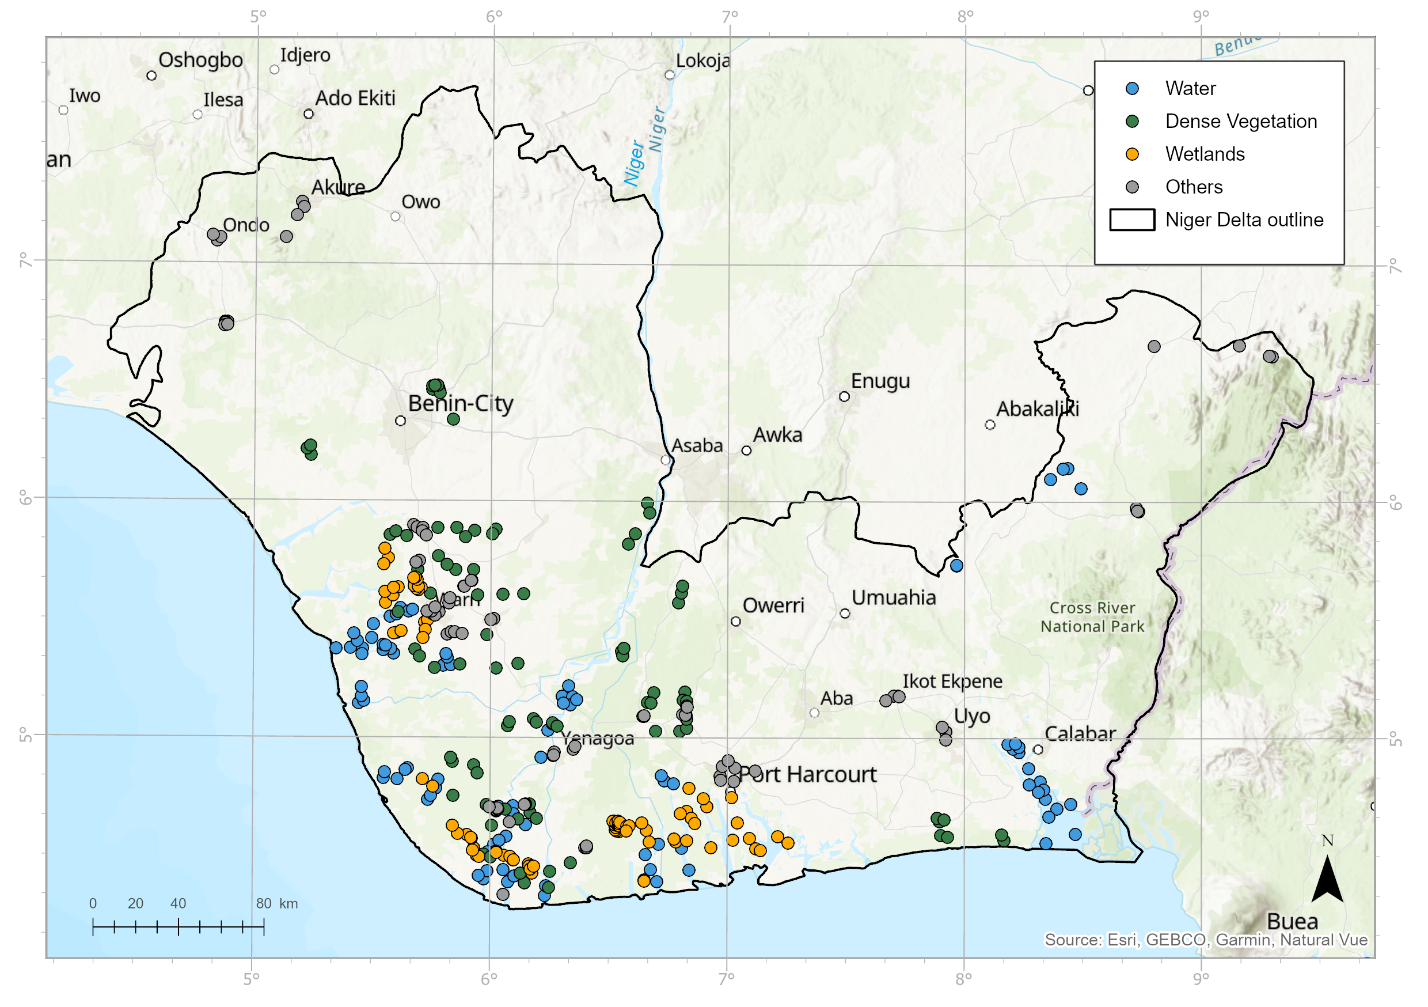 5°
6°
7°
8°
9°
Oshogbo
Idjero
Lokoja
Benue
Iwo
Ilesa
Ado Ekiti
Niger
Niger
an
Akure
Owo
Ondo
7°
7°
Water
Dense Vegetation
Wetlands
Others
Niger Delta outline
Enugu
Benin-City
Abakaliki
Asaba
Awka
6°
6°
Warri
Owerri
Umuahia
Cross River
National Park
Ikot Ekpene
Aba
Uyo
Calabar
Yenagoa
5°
5°
Port Harcourt
N
0 20 40 80 km
Buea
Source: Esri, GEBCO, Garmin, Natural Vue
5°
6°
7°
8°
9°